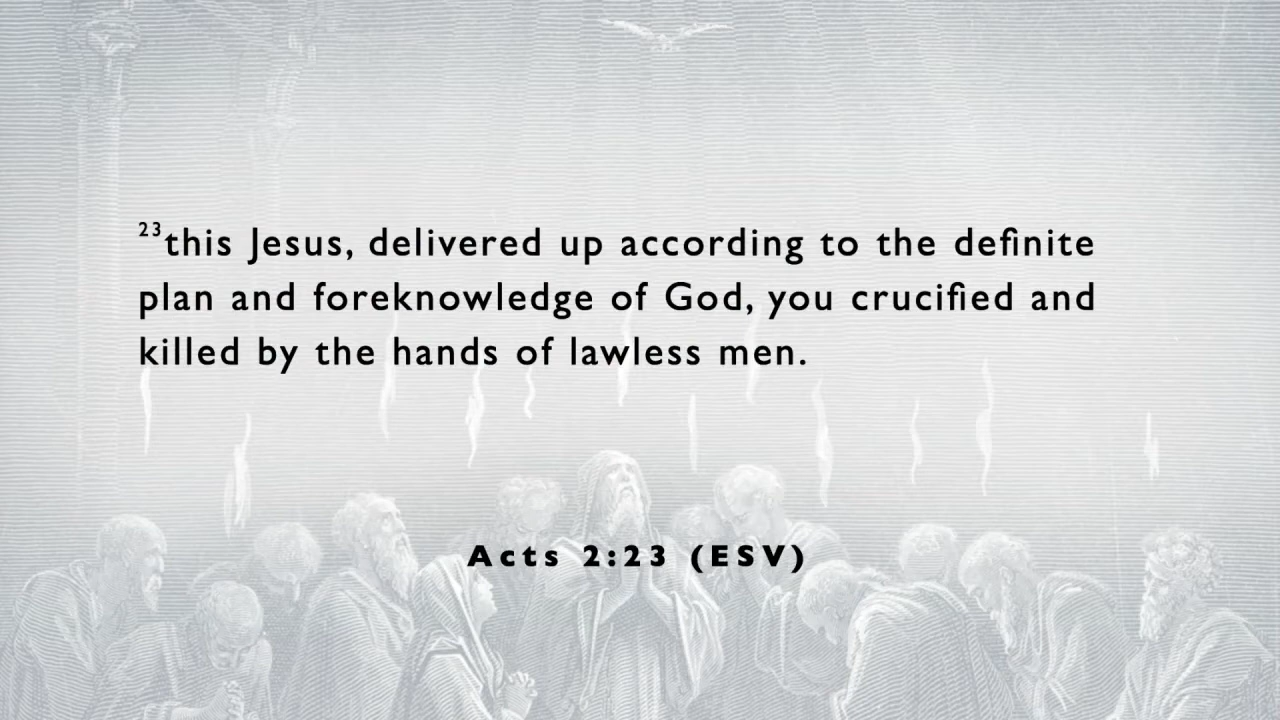 23this Jesus, delivered up according to the definite
plan and foreknowledge of God, you crucified and
killed by the hands of lawless men.
Acts 2:23 (ESV)